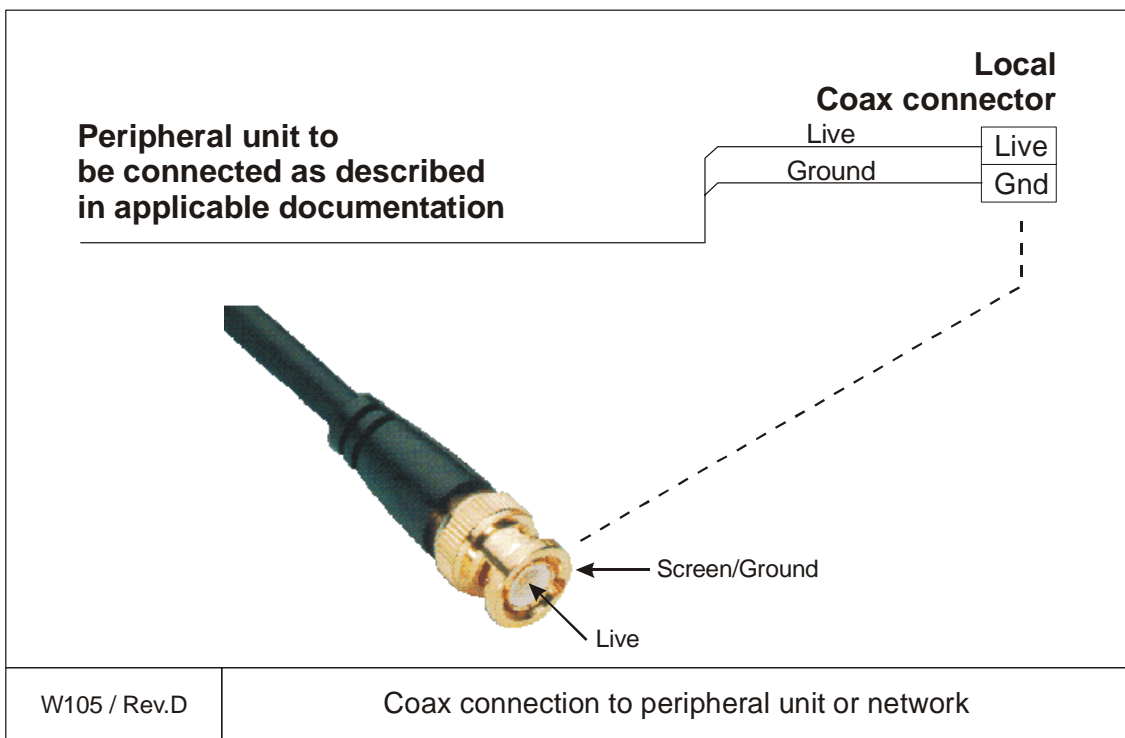 Local
Coax connector
Peripheral unit to
be connected as described
in applicable documentation
Live
Live
Ground
Gnd
Screen/Ground
Live
W105 / Rev.D
Coax connection to peripheral unit or network